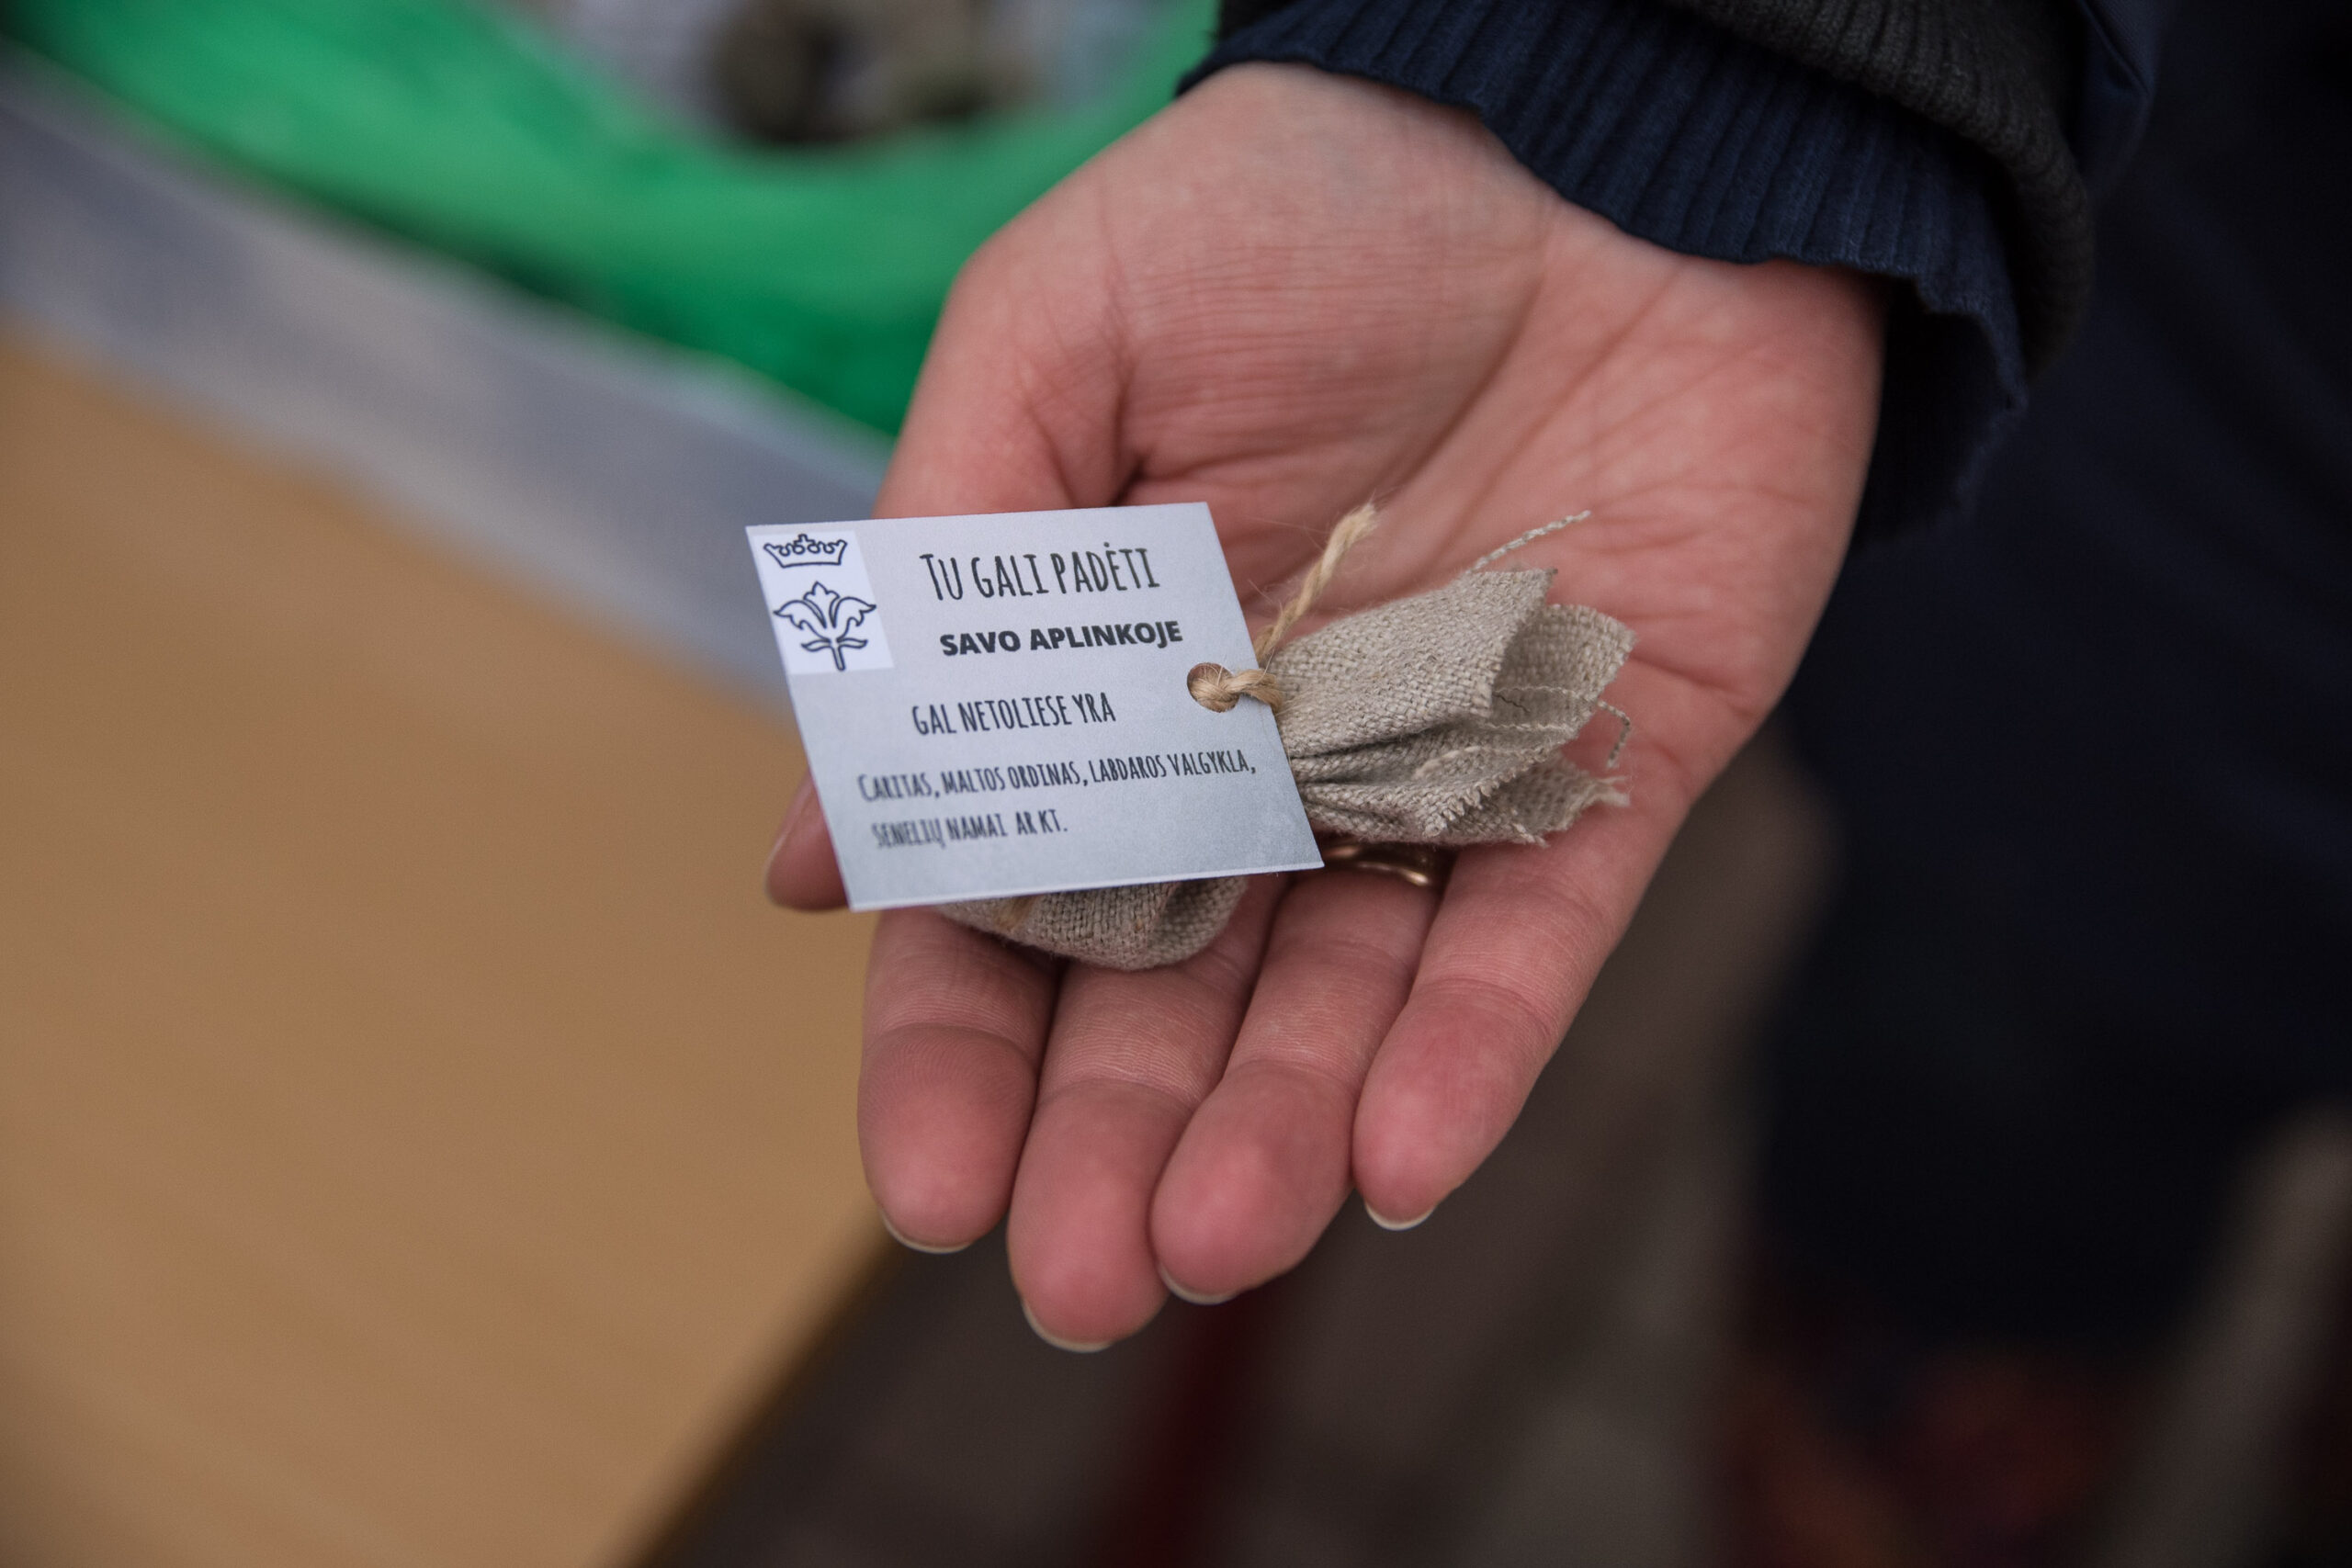 Tu gali padėti
SAVO APLINKOJE
gal netoliese yra
Caritas, maltos ordinas, labdaros valgykla,
senelių namai ar kt.